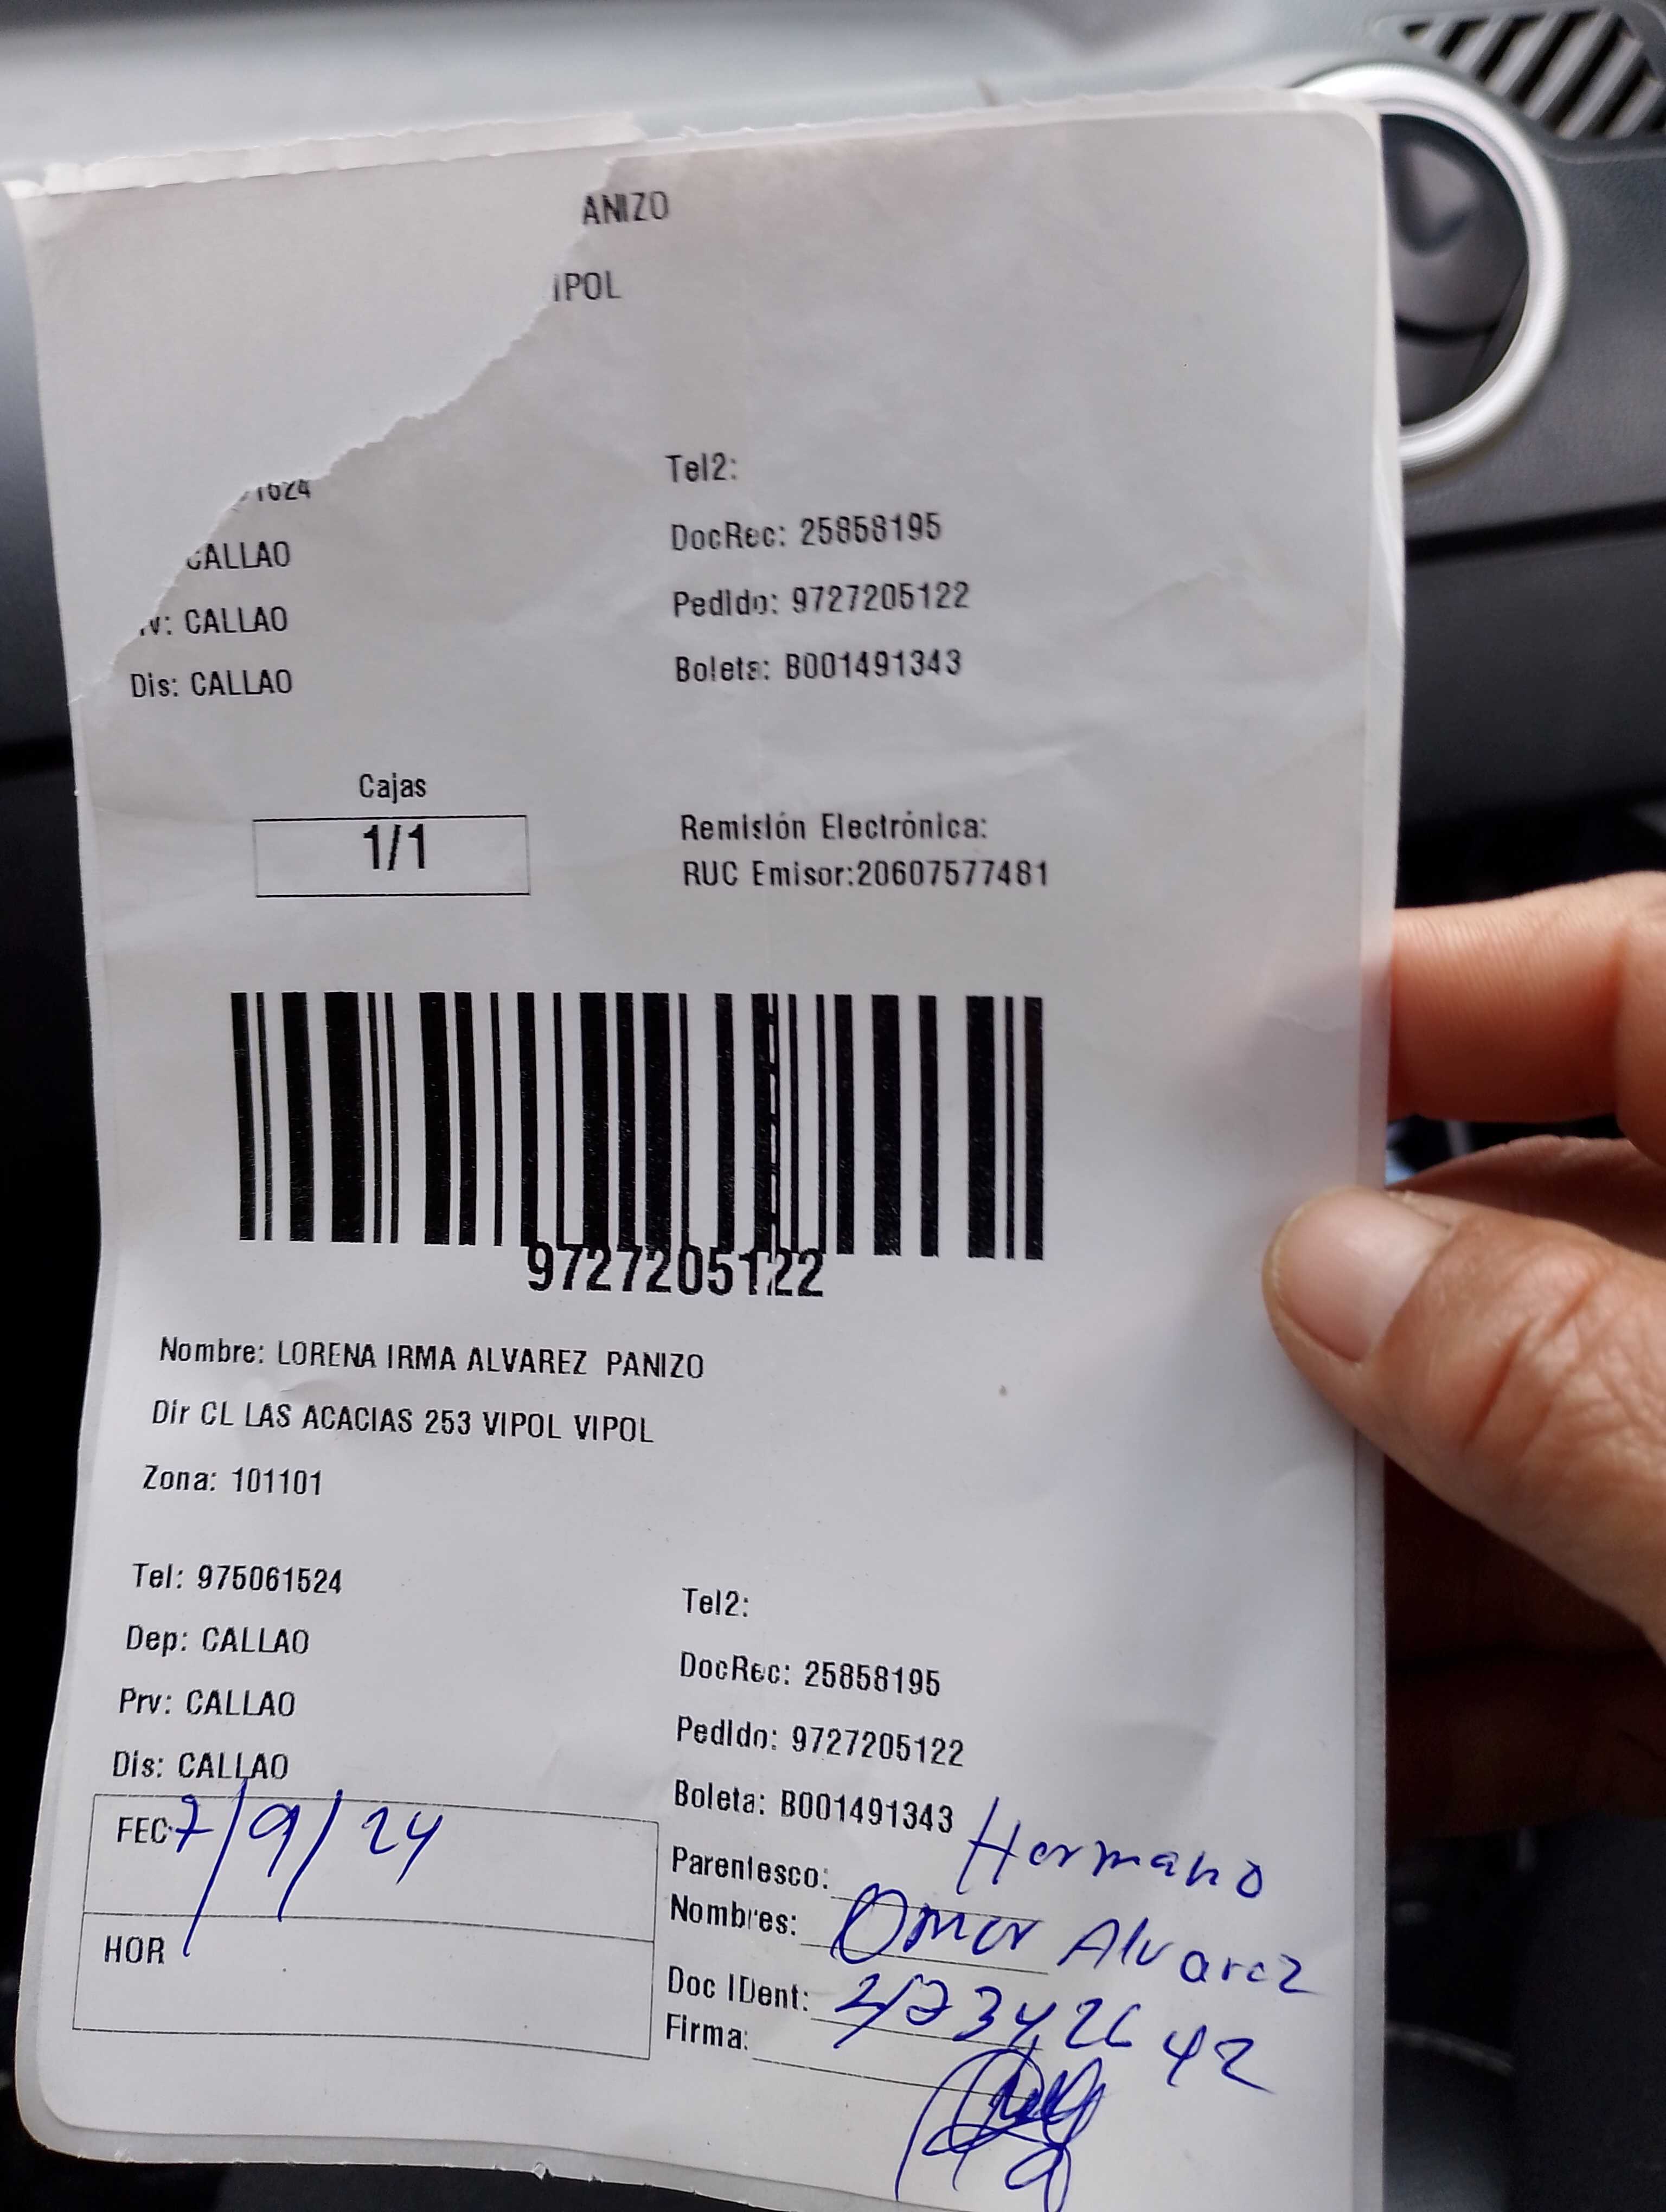 ANIZO
IPOL
1624
Tel2:
CALLAO
DocRec: 25858195
v: CALLAO
Pedido: 9727205122
Dis: CALLAO
Boleta: B001491343
Cajas
1/1
Remisión Electrónica:
RUC Emisor:20607577481
9727205122
Nombre: LORENA IRMA ALVAREZ PANIZO
Dir CL LAS ACACIAS 253 VIPOL VIPOL
Zona: 101101
Tel: 975061524
Tel2:
Dep: CALLAO
DocRec: 25858195
Prv: CALLAO
Pedido: 9727205122
Dis: CALLAO
Boleta: B001491343
FEC 7/9/24
Parentesco: Hermano
Nombres: Omar Alvarez
HOR
Doc IDent:
Firma: